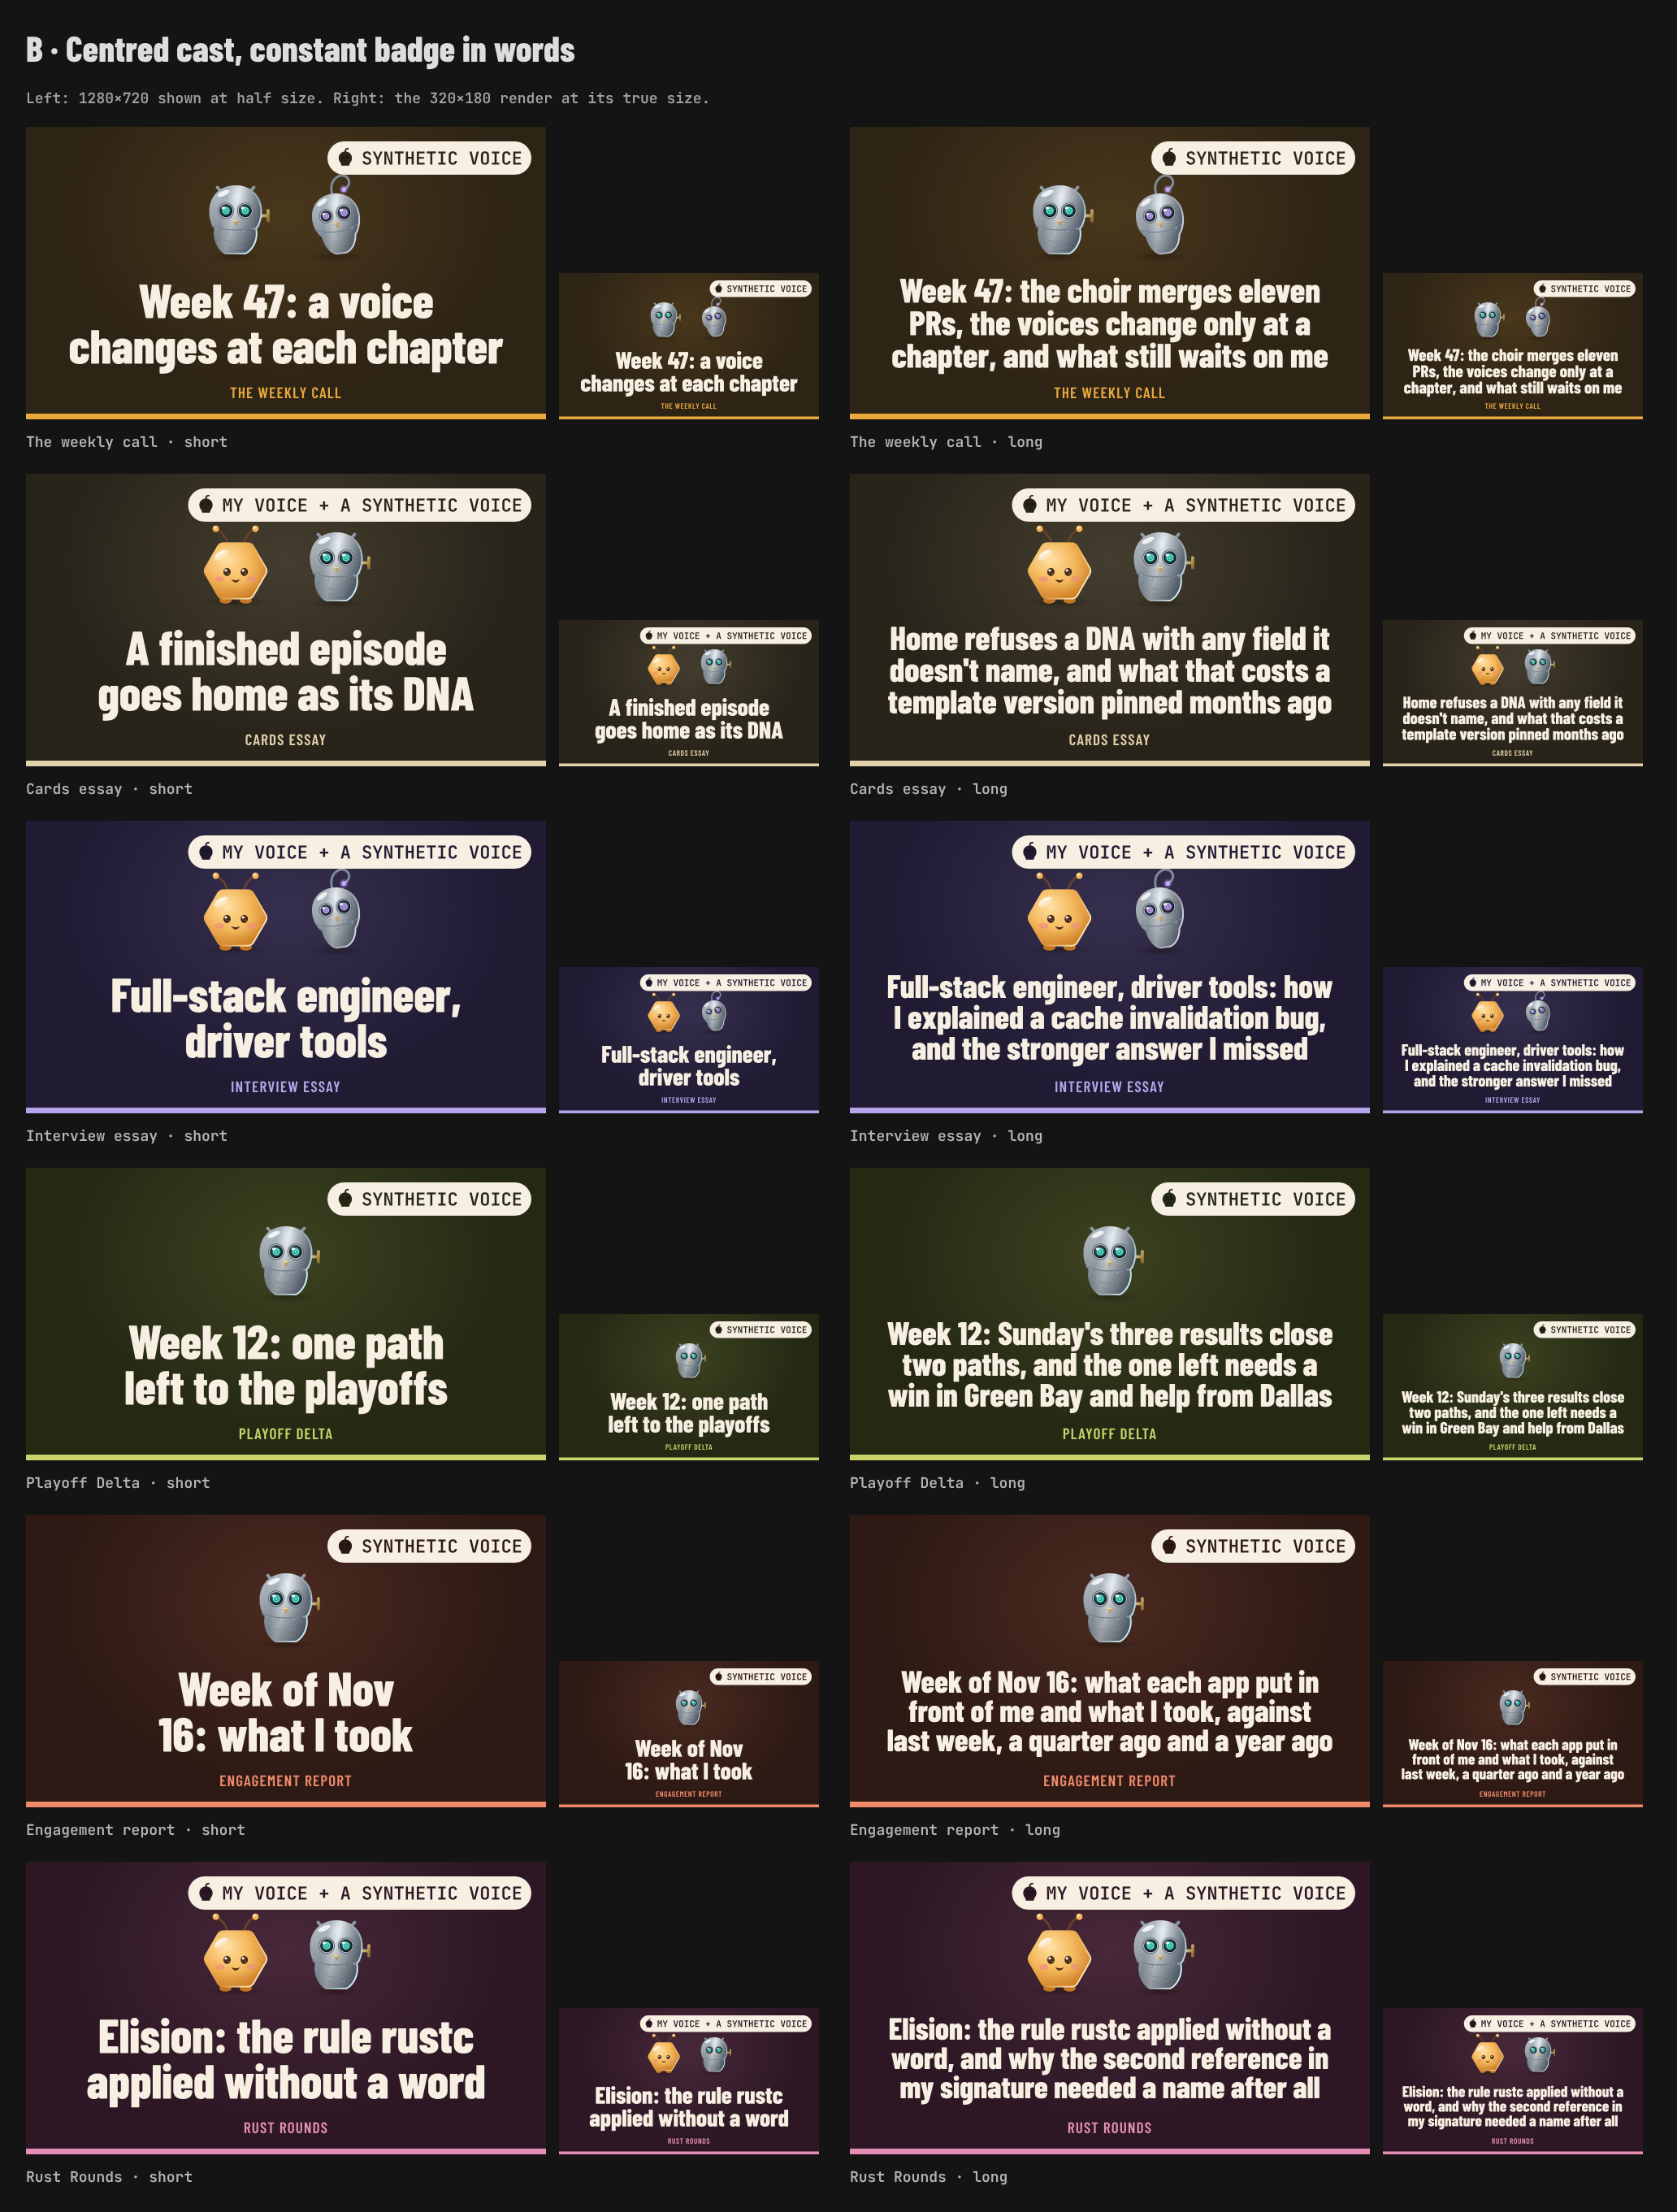 B · Centred cast, constant badge in words
Left: 1280×720 shown at half size. Right: the 320×180 render at its true size.
SYNTHETIC VOICE
Week 47: a voice
changes at each chapter
THE WEEKLY CALL
SYNTHETIC VOICE
Week 47: a voice
changes at each chapter
THE WEEKLY CALL
The weekly call · short
SYNTHETIC VOICE
Week 47: the choir merges eleven
PRs, the voices change only at a
chapter, and what still waits on me
THE WEEKLY CALL
SYNTHETIC VOICE
Week 47: the choir merges eleven
PRs, the voices change only at a
chapter, and what still waits on me
THE WEEKLY CALL
The weekly call · long
MY VOICE + A SYNTHETIC VOICE
A finished episode
goes home as its DNA
CARDS ESSAY
MY VOICE + A SYNTHETIC VOICE
A finished episode
goes home as its DNA
CARDS ESSAY
Cards essay · short
MY VOICE + A SYNTHETIC VOICE
Home refuses a DNA with any field it
doesn't name, and what that costs a
template version pinned months ago
CARDS ESSAY
MY VOICE + A SYNTHETIC VOICE
Home refuses a DNA with any field it
doesn't name, and what that costs a
template version pinned months ago
CARDS ESSAY
Cards essay · long
MY VOICE + A SYNTHETIC VOICE
Full-stack engineer,
driver tools
INTERVIEW ESSAY
MY VOICE + A SYNTHETIC VOICE
Full-stack engineer,
driver tools
INTERVIEW ESSAY
Interview essay · short
MY VOICE + A SYNTHETIC VOICE
Full-stack engineer, driver tools: how
I explained a cache invalidation bug,
and the stronger answer I missed
INTERVIEW ESSAY
MY VOICE + A SYNTHETIC VOICE
Full-stack engineer, driver tools: how
I explained a cache invalidation bug,
and the stronger answer I missed
INTERVIEW ESSAY
Interview essay · long
SYNTHETIC VOICE
Week 12: one path
left to the playoffs
PLAYOFF DELTA
SYNTHETIC VOICE
Week 12: one path
left to the playoffs
PLAYOFF DELTA
Playoff Delta · short
SYNTHETIC VOICE
Week 12: Sunday's three results close
two paths, and the one left needs a
win in Green Bay and help from Dallas
PLAYOFF DELTA
SYNTHETIC VOICE
Week 12: Sunday's three results close
two paths, and the one left needs a
win in Green Bay and help from Dallas
PLAYOFF DELTA
Playoff Delta · long
SYNTHETIC VOICE
Week of Nov
16: what I took
ENGAGEMENT REPORT
SYNTHETIC VOICE
Week of Nov
16: what I took
ENGAGEMENT REPORT
Engagement report · short
SYNTHETIC VOICE
Week of Nov 16: what each app put in
front of me and what I took, against
last week, a quarter ago and a year ago
ENGAGEMENT REPORT
SYNTHETIC VOICE
Week of Nov 16: what each app put in
front of me and what I took, against
last week, a quarter ago and a year ago
ENGAGEMENT REPORT
Engagement report · long
MY VOICE + A SYNTHETIC VOICE
Elision: the rule rustc
applied without a word
RUST ROUNDS
MY VOICE + A SYNTHETIC VOICE
Elision: the rule rustc
applied without a word
RUST ROUNDS
Rust Rounds · short
MY VOICE + A SYNTHETIC VOICE
Elision: the rule rustc applied without a
word, and why the second reference in
my signature needed a name after all
RUST ROUNDS
MY VOICE + A SYNTHETIC VOICE
Elision: the rule rustc applied without a
word, and why the second reference in
my signature needed a name after all
RUST ROUNDS
Rust Rounds · long